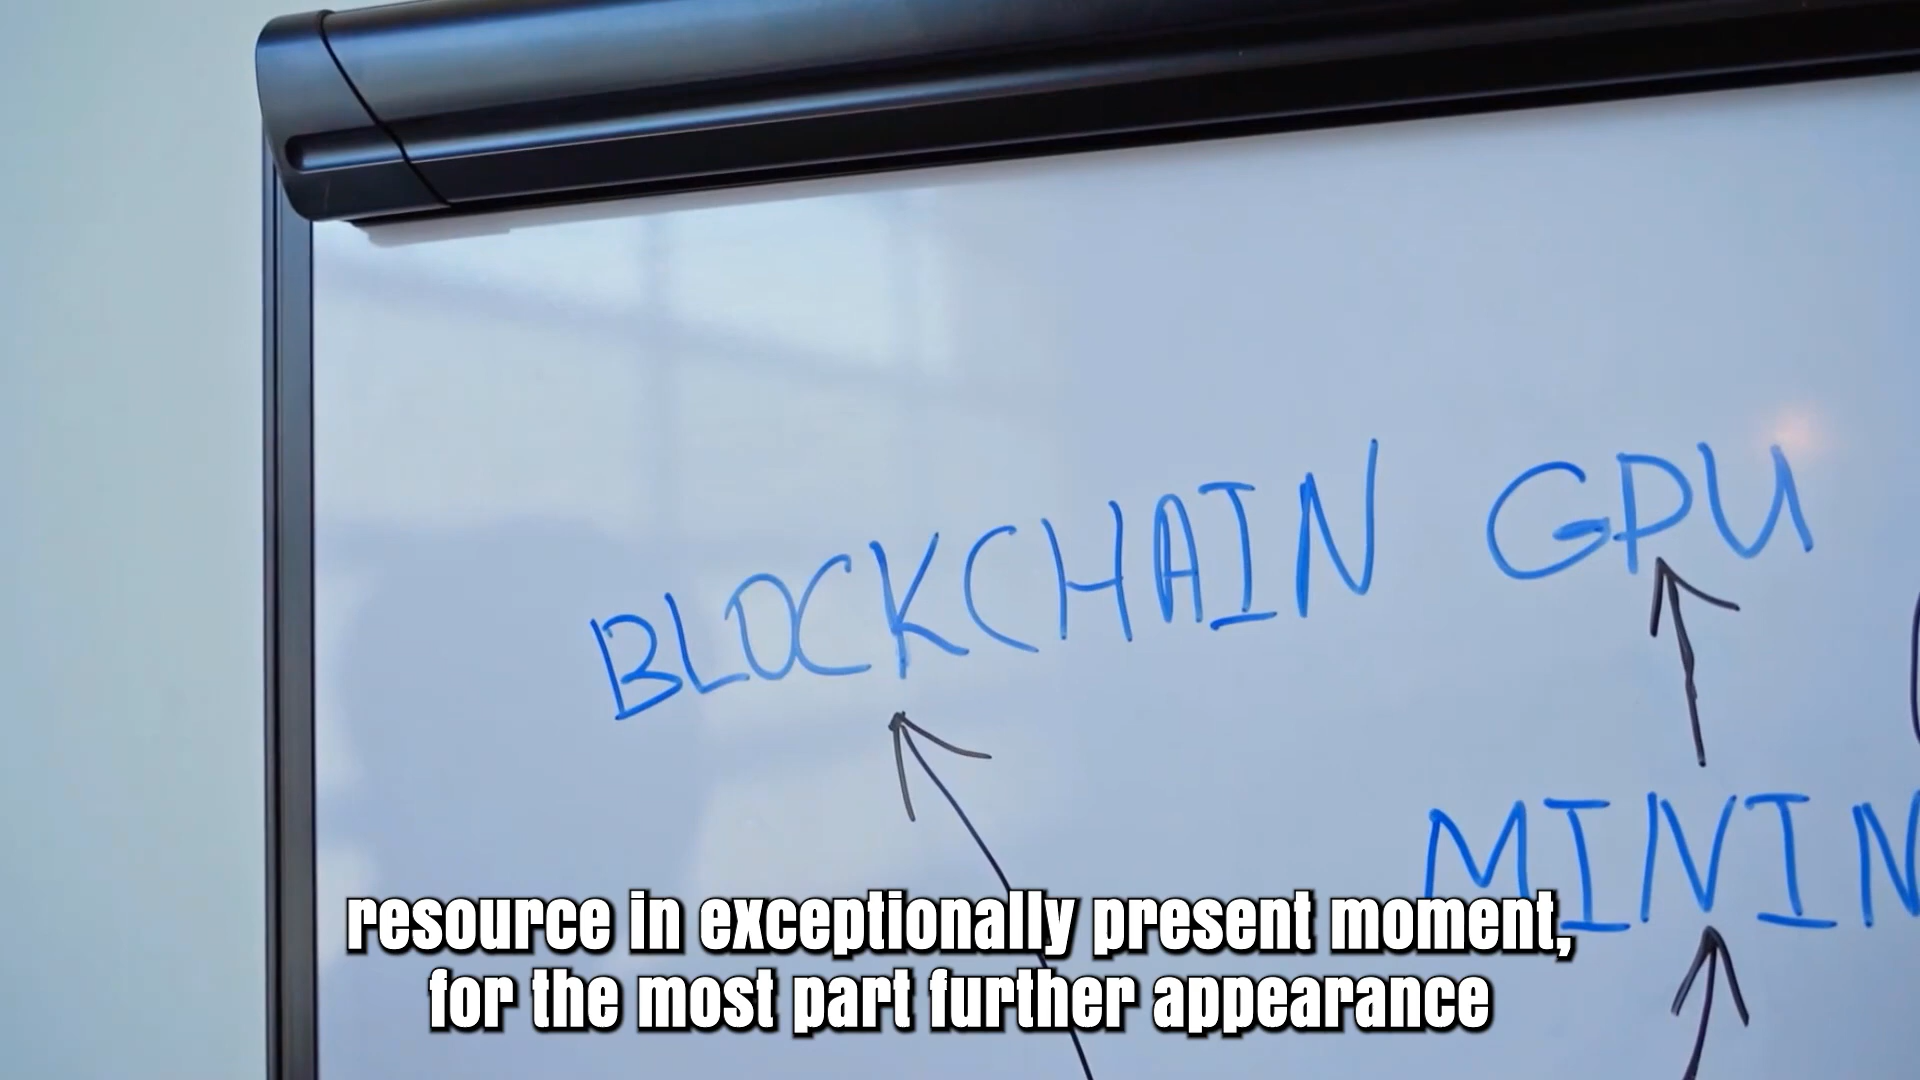 BLOCKCHAIN GPU
MININ
resource in exceptionally present moment,
for the most part further appearance